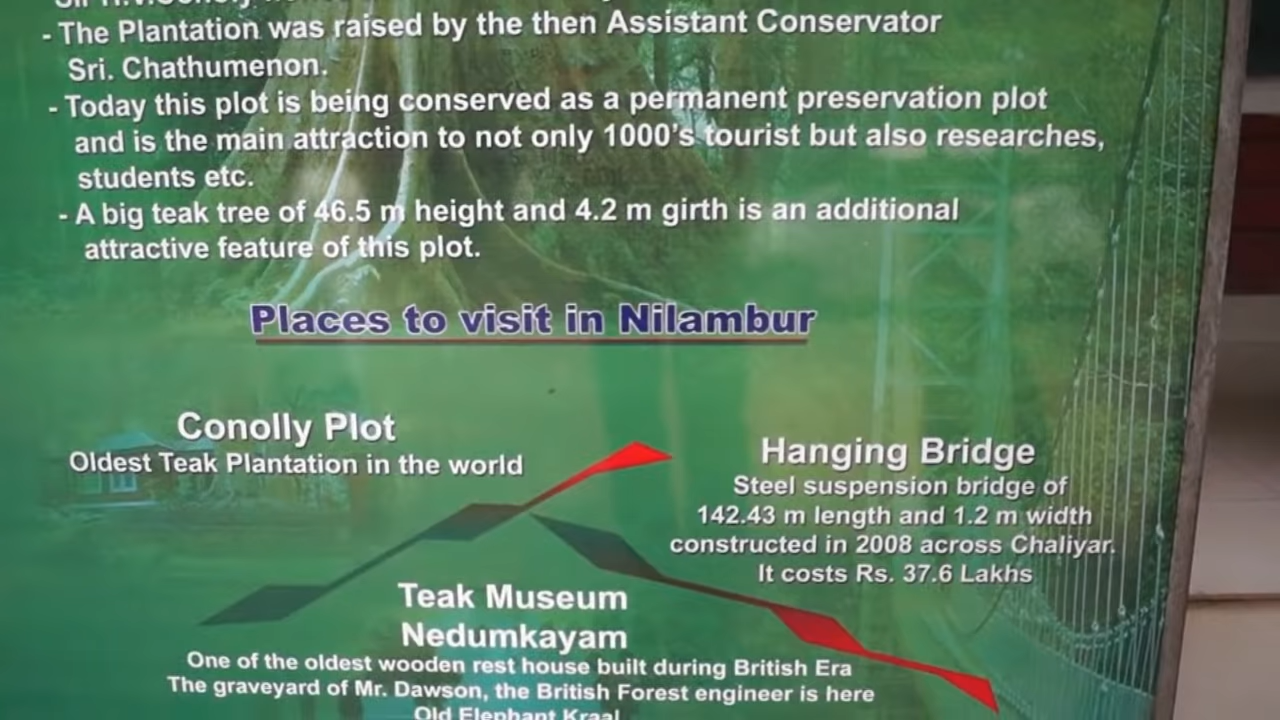 - The Plantation was raised by the then Assistant Conservator
Sri. Chathumenon.
- Today this plot is being conserved as a permanent preservation plot
and is the main attraction to not only 1000's tourist but also researches,
students etc.
- A big teak tree of 46.5 m height and 4.2 m girth is an additional
attractive feature of this plot.
Places to visit in Nilambur
Conolly Plot
Oldest Teak Plantation in the world
Hanging Bridge
Steel suspension bridge of
142.43 m length and 1.2 m width
constructed in 2008 across Chaliyar.
It costs Rs. 37.6 Lakhs
Teak Museum
Nedumkayam
One of the oldest wooden rest house built during British Era
The graveyard of Mr. Dawson, the British Forest engineer is here
Old Elephant Kraal